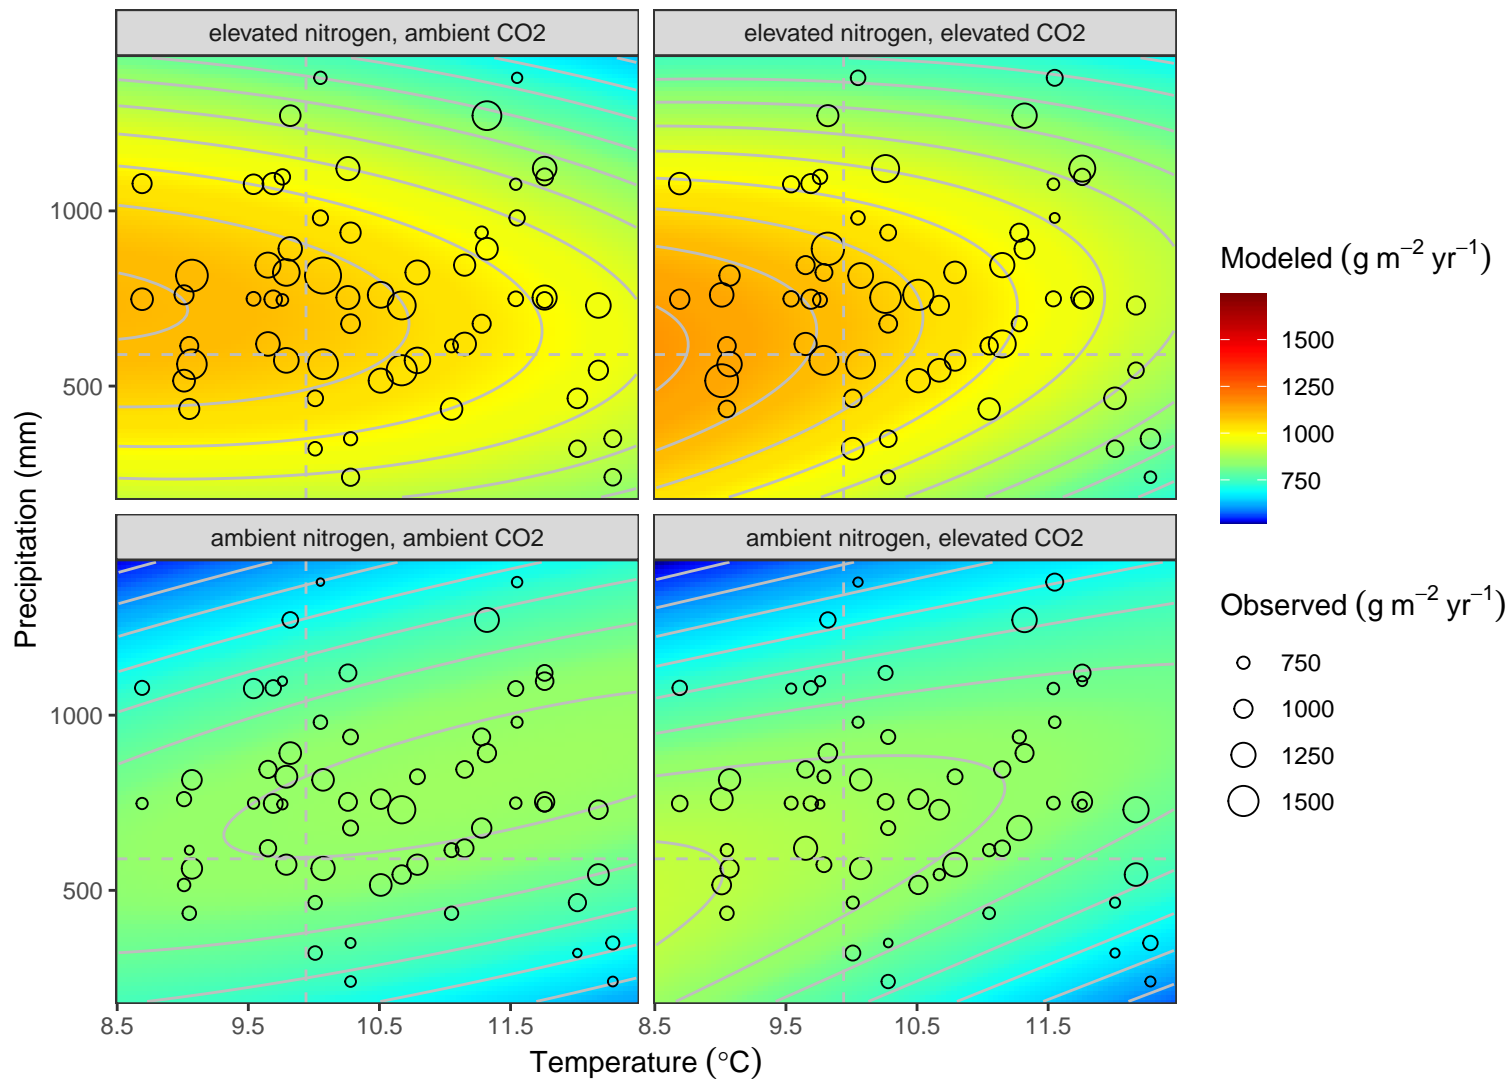 elevated nitrogen, ambient CO2
elevated nitrogen, elevated CO2
1000
500
ambient nitrogen, ambient CO2
ambient nitrogen, elevated CO2
1000
500
8.5 9.5 10.5 11.5
8.5 9.5 10.5 11.5
Temperature (°C)
Precipitation (mm)
Modeled (g m⁻² yr⁻¹)
1500
1250
1000
750
Observed (g m⁻² yr⁻¹)
750
1000
1250
1500